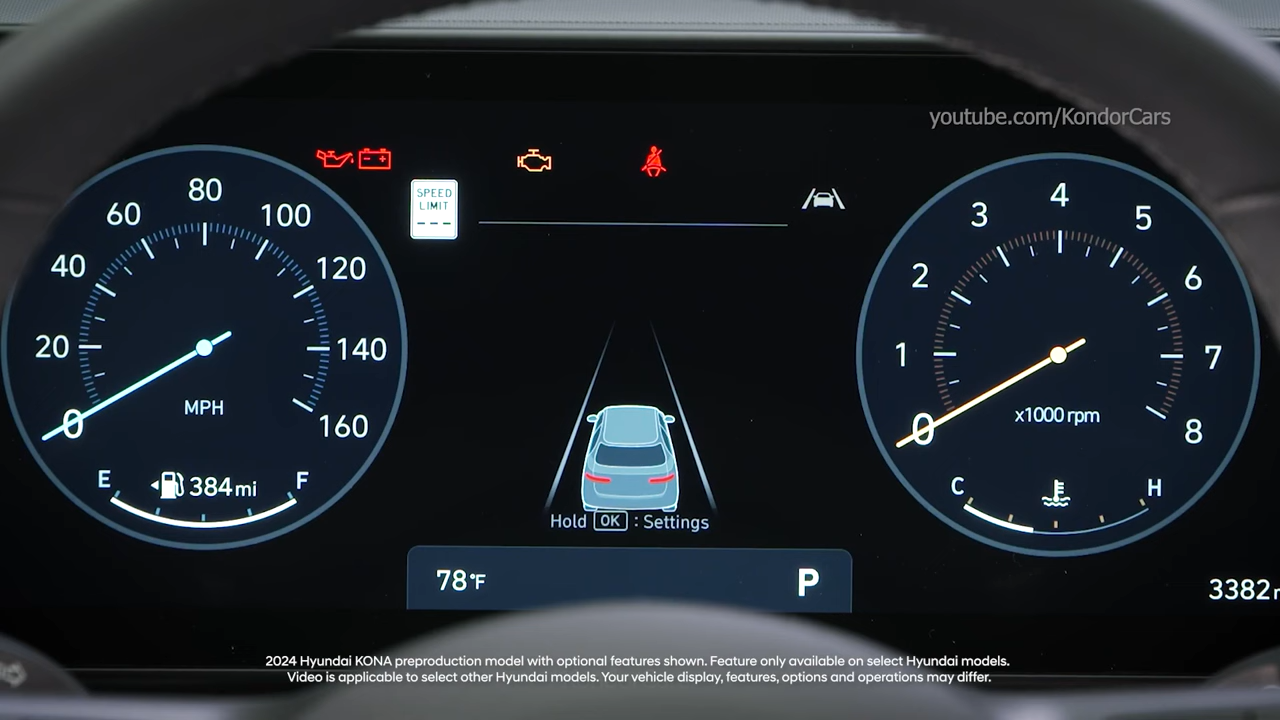 youtube.com/KondorCars
SPEED
LIMIT
---
80
60
100
40
120
20
140
0
160
MPH
E
F
384mi
4
3
5
2
6
1
7
0
8
x1000 rpm
C
H
Hold OK : Settings
78°F
P
3382
2024 Hyundai KONA preproduction model with optional features shown. Feature only available on select Hyundai models.
Video is applicable to select other Hyundai models. Your vehicle display, features, options and operations may differ.